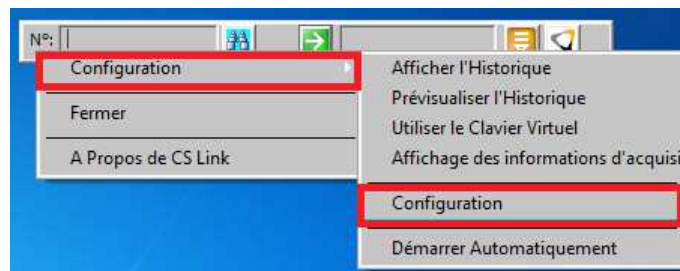 N°:
Configuration
Fermer
A Propos de CS Link
Afficher l'Historique
Prévisualiser l'Historique
Utiliser le Clavier Virtuel
Affichage des informations d'acquisi
Configuration
Démarrer Automatiquement